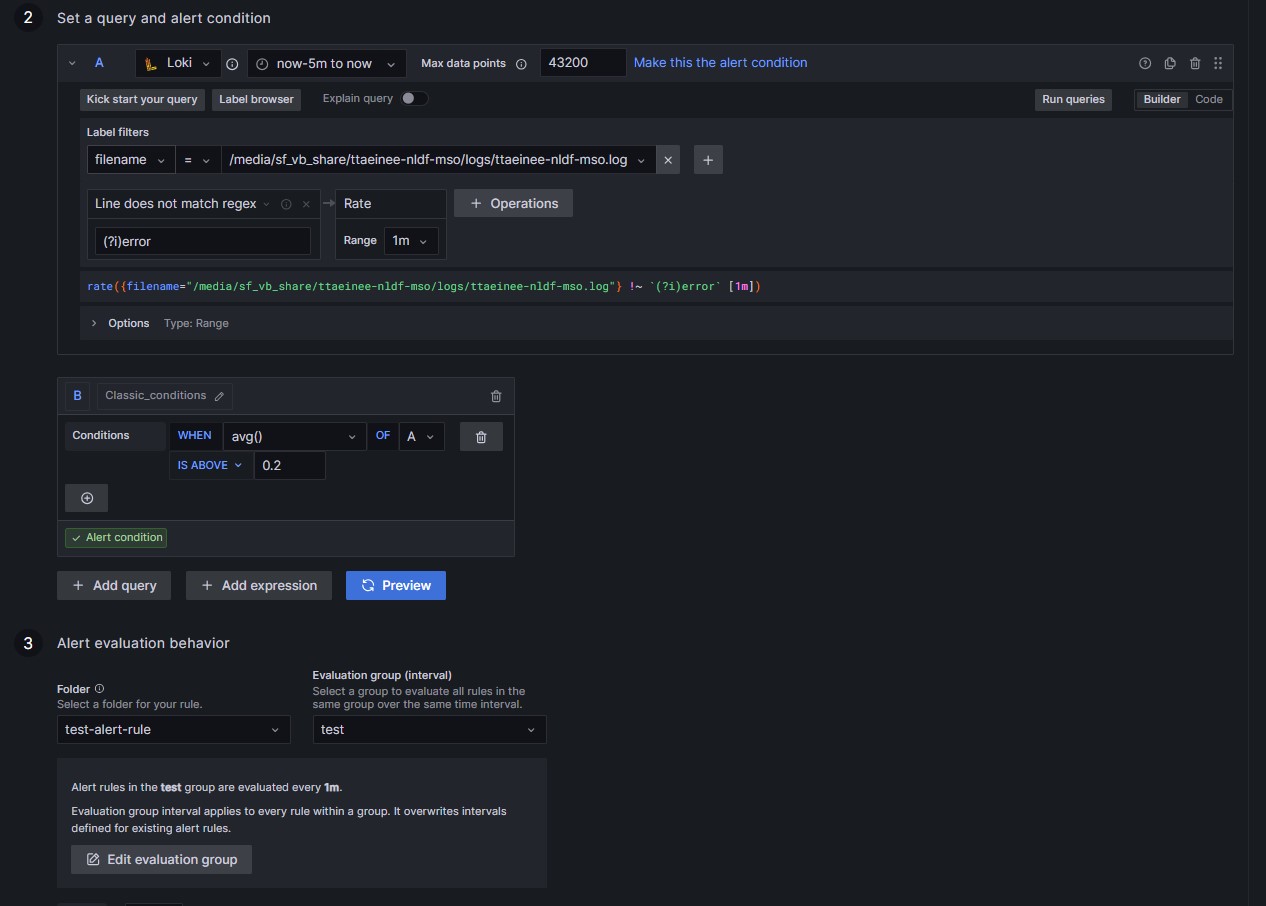 2 Set a query and alert condition
A Loki now-5m to now Max data points 43200 Make this the alert condition
Kick start your query Label browser Explain query Run queries Builder Code
Label filters
filename = /media/sf_vb_share/ttaeinee-nldf-mso/logs/ttaeinee-nldf-mso.log
Line does not match regex Rate + Operations
(?i)error Range 1m
rate({filename="/media/sf_vb_share/ttaeinee-nldf-mso/logs/ttaeinee-nldf-mso.log"} !~ `(?i)error` [1m])
Options Type: Range
B Classic_conditions
Conditions WHEN avg() OF A
IS ABOVE 0.2
Alert condition
+ Add query + Add expression Preview
3 Alert evaluation behavior
Evaluation group (interval)
Folder Select a group to evaluate all rules in the
Select a folder for your rule. same group over the same time interval.
test-alert-rule test
Alert rules in the test group are evaluated every 1m.
Evaluation group interval applies to every rule within a group. It overwrites intervals
defined for existing alert rules.
Edit evaluation group